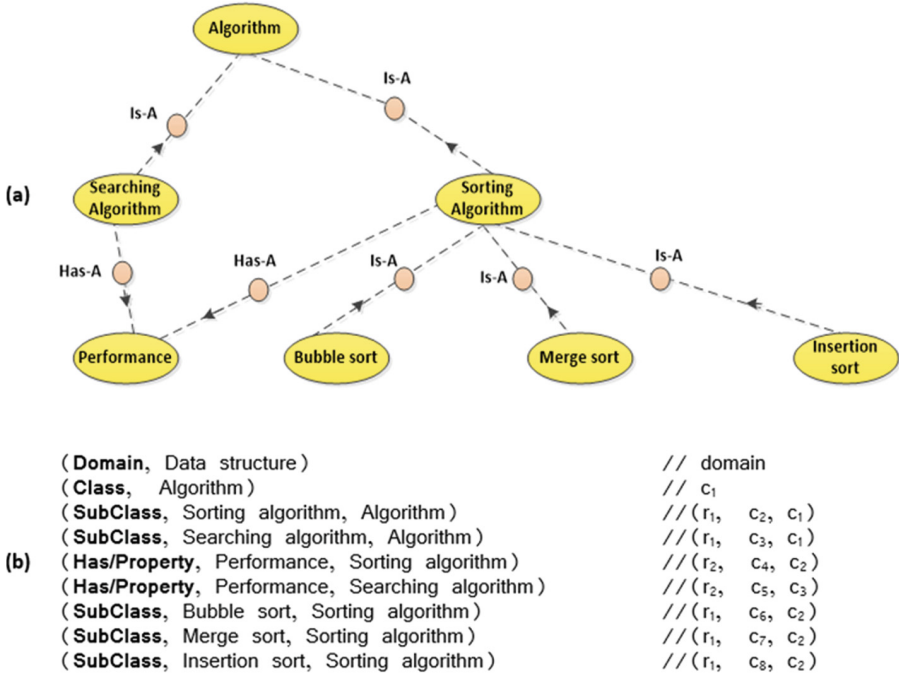 Algorithm
Is-A
Is-A
(a)
Searching
Algorithm
Sorting
Algorithm
Has-A
Has-A
Is-A
Is-A
Is-A
Performance
Bubble sort
Merge sort
Insertion
sort
(Domain, Data structure) // domain
(Class, Algorithm) // c₁
(SubClass, Sorting algorithm, Algorithm) //(r₁, c₂, c₁)
(SubClass, Searching algorithm, Algorithm) //(r₁, c₃, c₁)
(b) (Has/Property, Performance, Sorting algorithm) //(r₂, c₄, c₂)
(Has/Property, Performance, Searching algorithm) //(r₂, c₅, c₃)
(SubClass, Bubble sort, Sorting algorithm) //(r₁, c₆, c₂)
(SubClass, Merge sort, Sorting algorithm) //(r₁, c₇, c₂)
(SubClass, Insertion sort, Sorting algorithm) //(r₁, c₈, c₂)